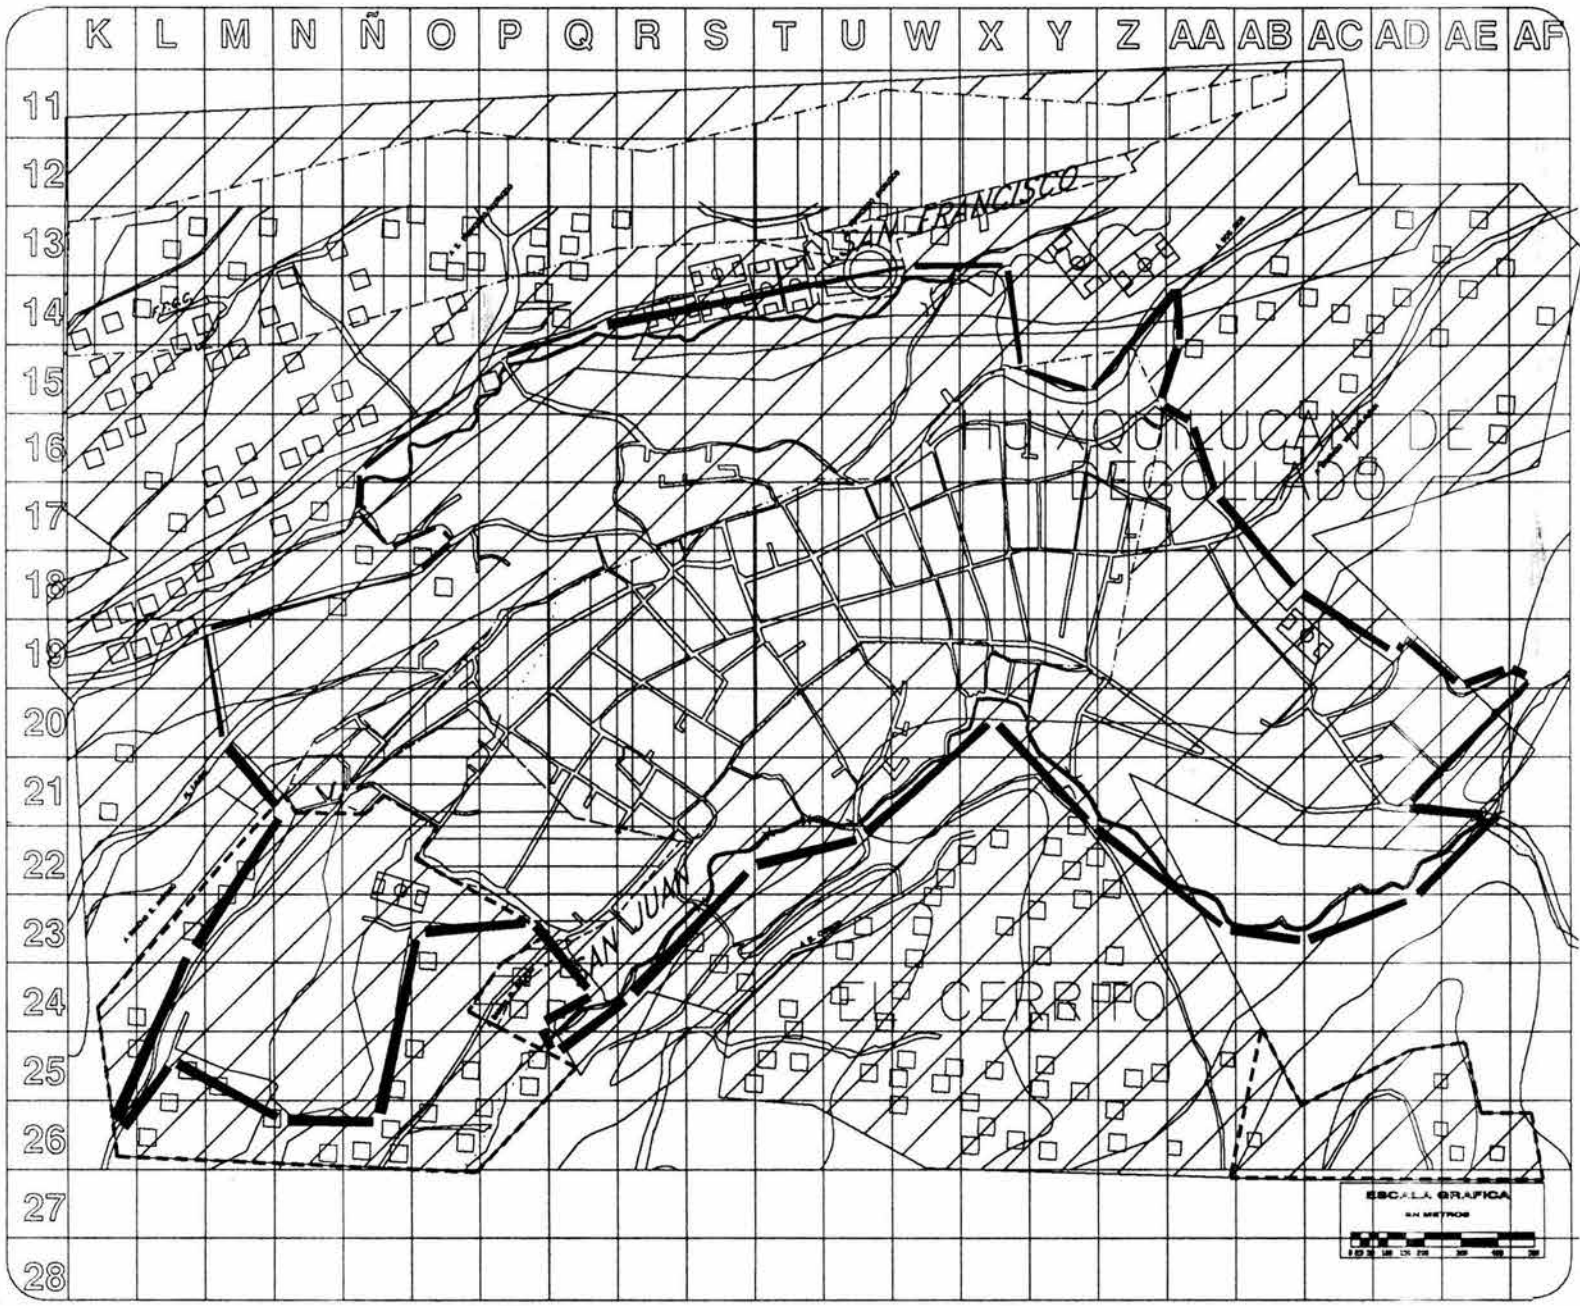 K L M N Ñ O P Q R S T U W X Y Z AA AB AC AD AE AF
11
12
SAN FRANCISCO
13
14
15
HUIXQUILUCAN DE
16
DEGOLLADO
17
18
19
20
21
22
SAN JUAN
23
24
EL CERRITO
25
26
27
ESCALA GRAFICA
EN METROS
28